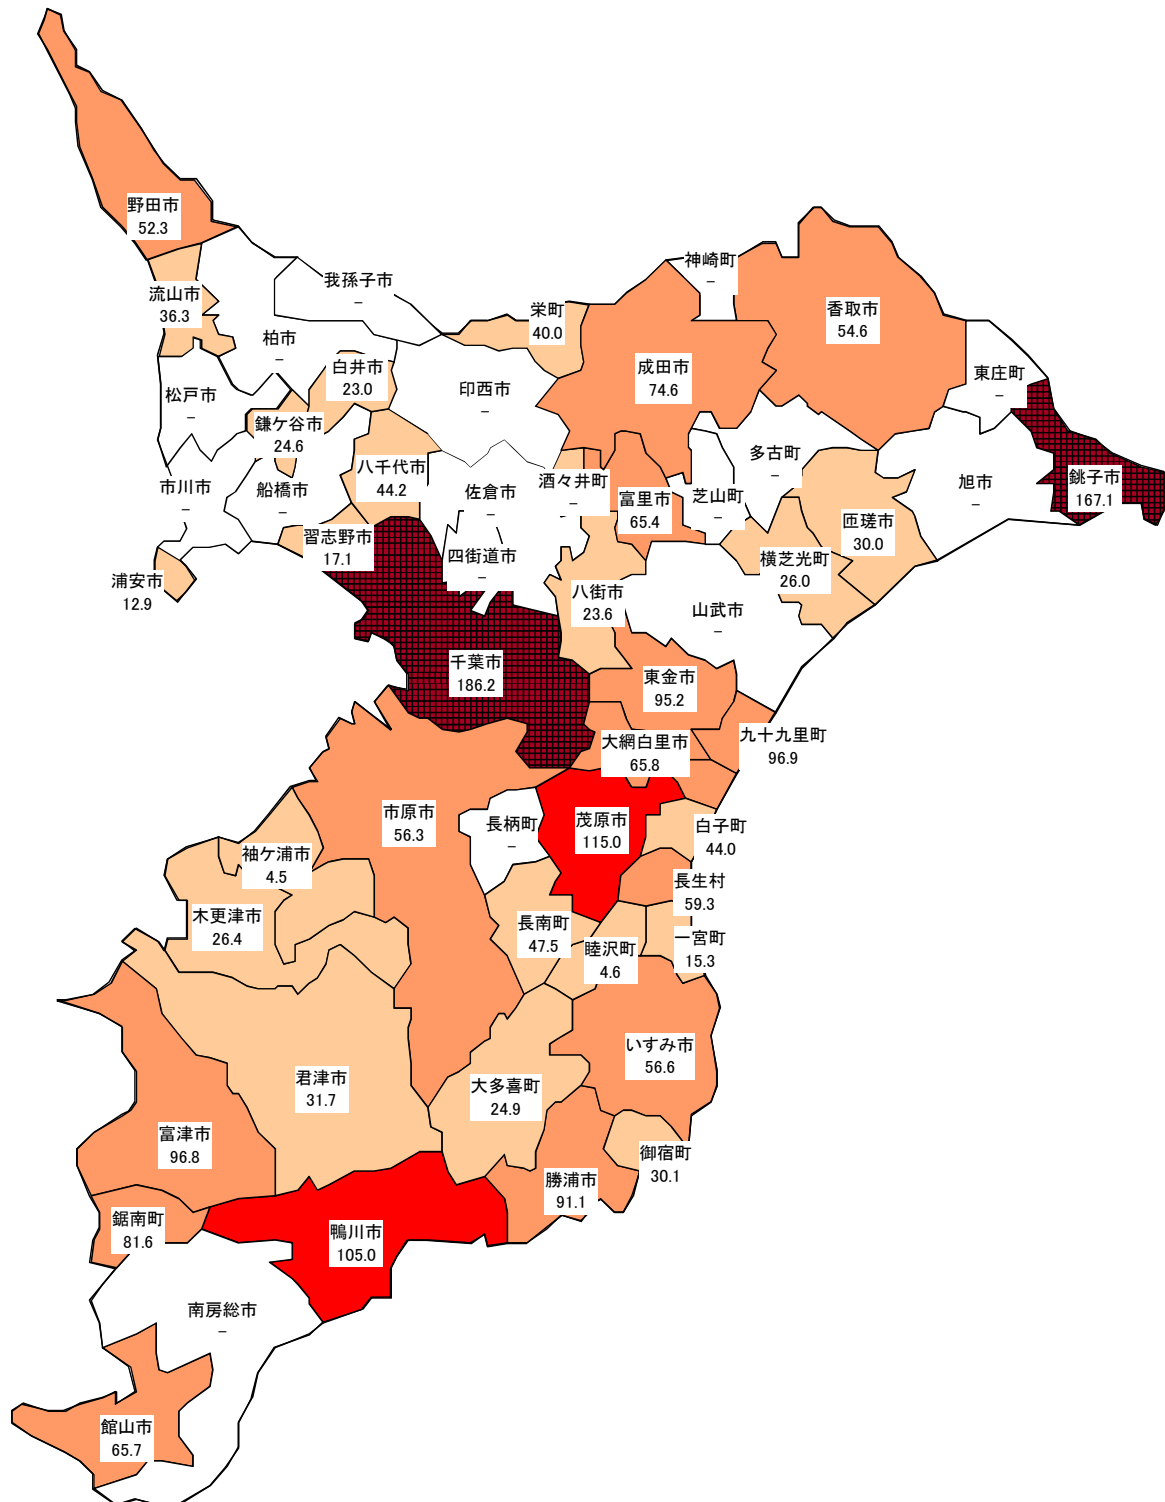 野田市
52.3
流山市
36.3
我孫子市
–
柏市
–
松戸市
–
白井市
23.0
鎌ケ谷市
24.6
市川市
–
船橋市
–
八千代市
44.2
習志野市
17.1
浦安市
12.9
印西市
–
栄町
40.0
成田市
74.6
神崎町
–
香取市
54.6
東庄町
–
銚子市
167.1
旭市
–
多古町
–
匝瑳市
30.0
横芝光町
26.0
芝山町
–
富里市
65.4
酒々井町
–
佐倉市
–
四街道市
–
八街市
23.6
山武市
–
千葉市
186.2
東金市
95.2
九十九里町
96.9
大網白里市
65.8
市原市
56.3
長柄町
–
茂原市
115.0
白子町
44.0
長生村
59.3
一宮町
15.3
睦沢町
4.6
長南町
47.5
袖ケ浦市
4.5
木更津市
26.4
君津市
31.7
大多喜町
24.9
いすみ市
56.6
御宿町
30.1
勝浦市
91.1
富津市
96.8
鋸南町
81.6
鴨川市
105.0
南房総市
–
館山市
65.7